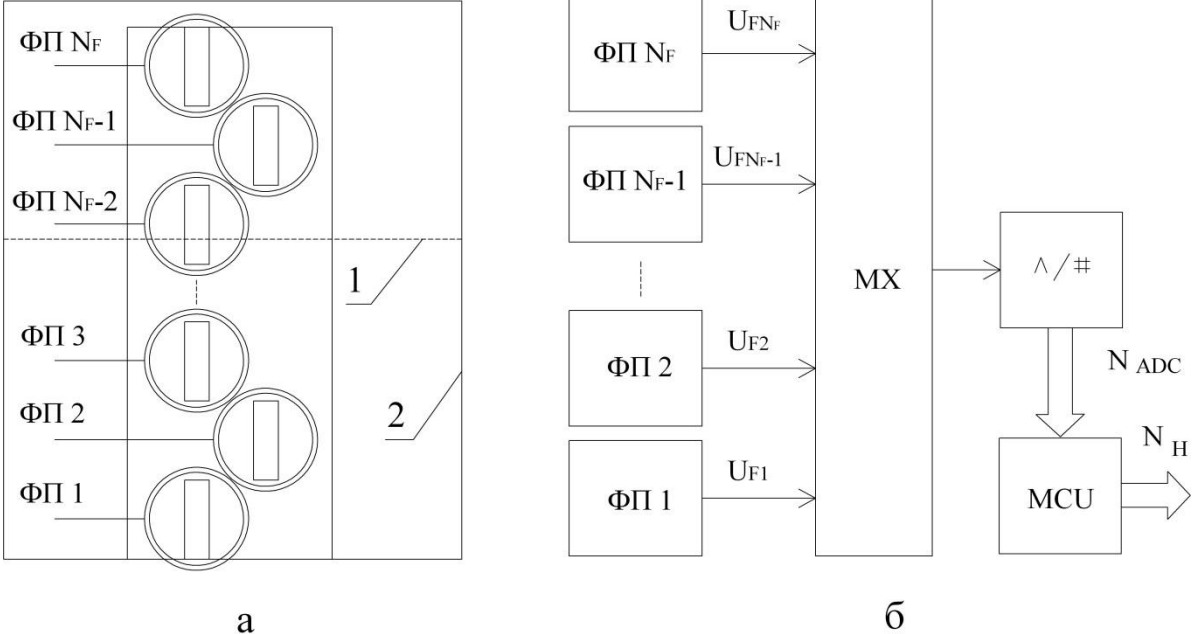 ФП NF
ФП NF-1
ФП NF-2
1
ФП 3
2
ФП 2
ФП 1
а
ФП NF
UFNF
ФП NF-1
UFNF-1
MX
^/#
ФП 2
UF2
N ADC
ФП 1
UF1
MCU
N H
б